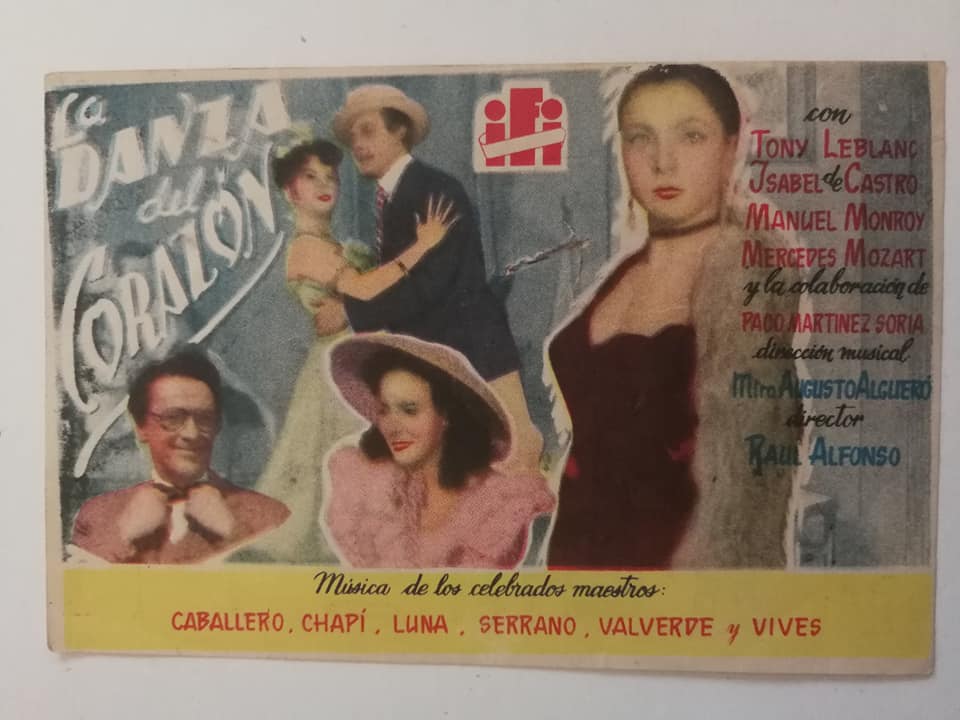 La
DANZA
del
CORAZÓN
iFi
con
TONY LEBLANC
ISABEL de CASTRO
MANUEL MONROY
MERCEDES MOZART
y la colaboración de
PACO MARTINEZ SORIA
dirección musical
Mtro AUGUSTO ALGUERÓ
director
RAUL ALFONSO
Música de los celebrados maestros:
CABALLERO, CHAPÍ, LUNA, SERRANO, VALVERDE y VIVES